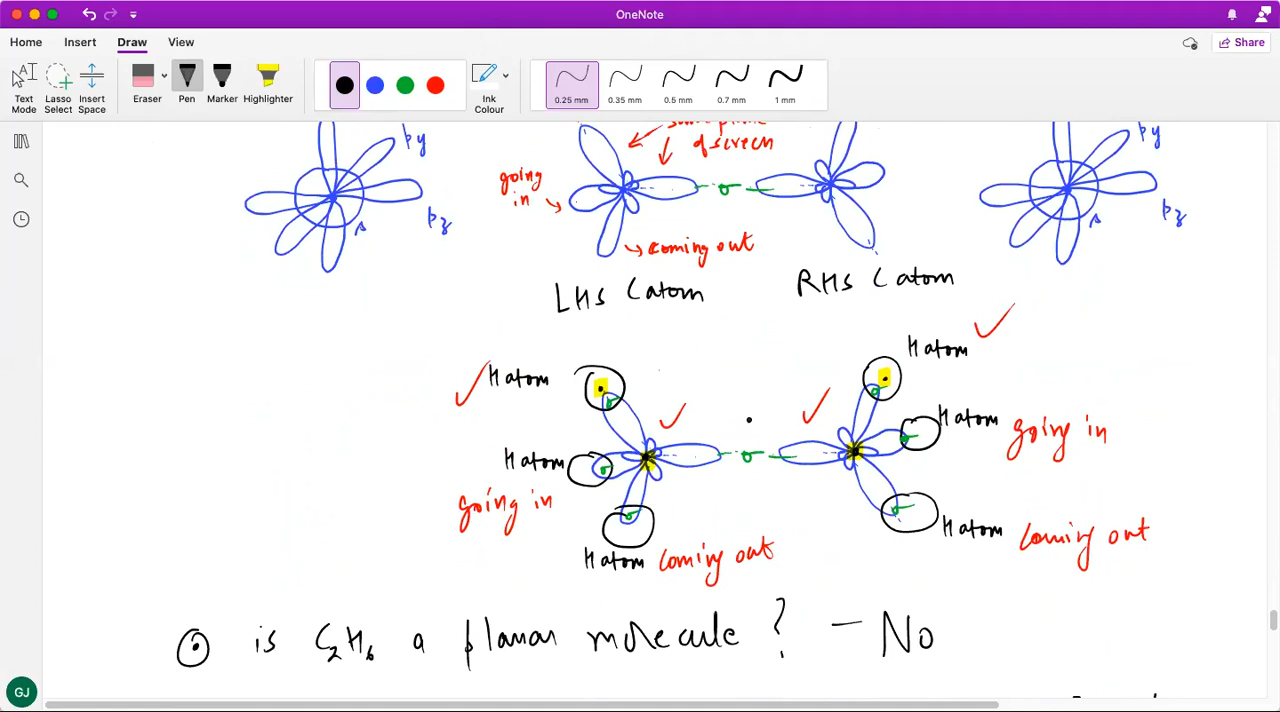 OneNote
Home Insert Draw View
Share
Text Mode
Lasso Select
Insert Space
Eraser
Pen
Marker
Highlighter
Ink Colour
0.25 mm
0.35 mm
0.5 mm
0.7 mm
1 mm
py
pz
s
of screen
going in
coming out
σ
py
pz
s
LHS C atom
RHS C atom
H atom
H atom
H atom
going in
H atom
going in
σ
σ
σ
σ
σ
σ
σ
H atom coming out
H atom coming out
is C2H6 a planar molecule? - No
GJ